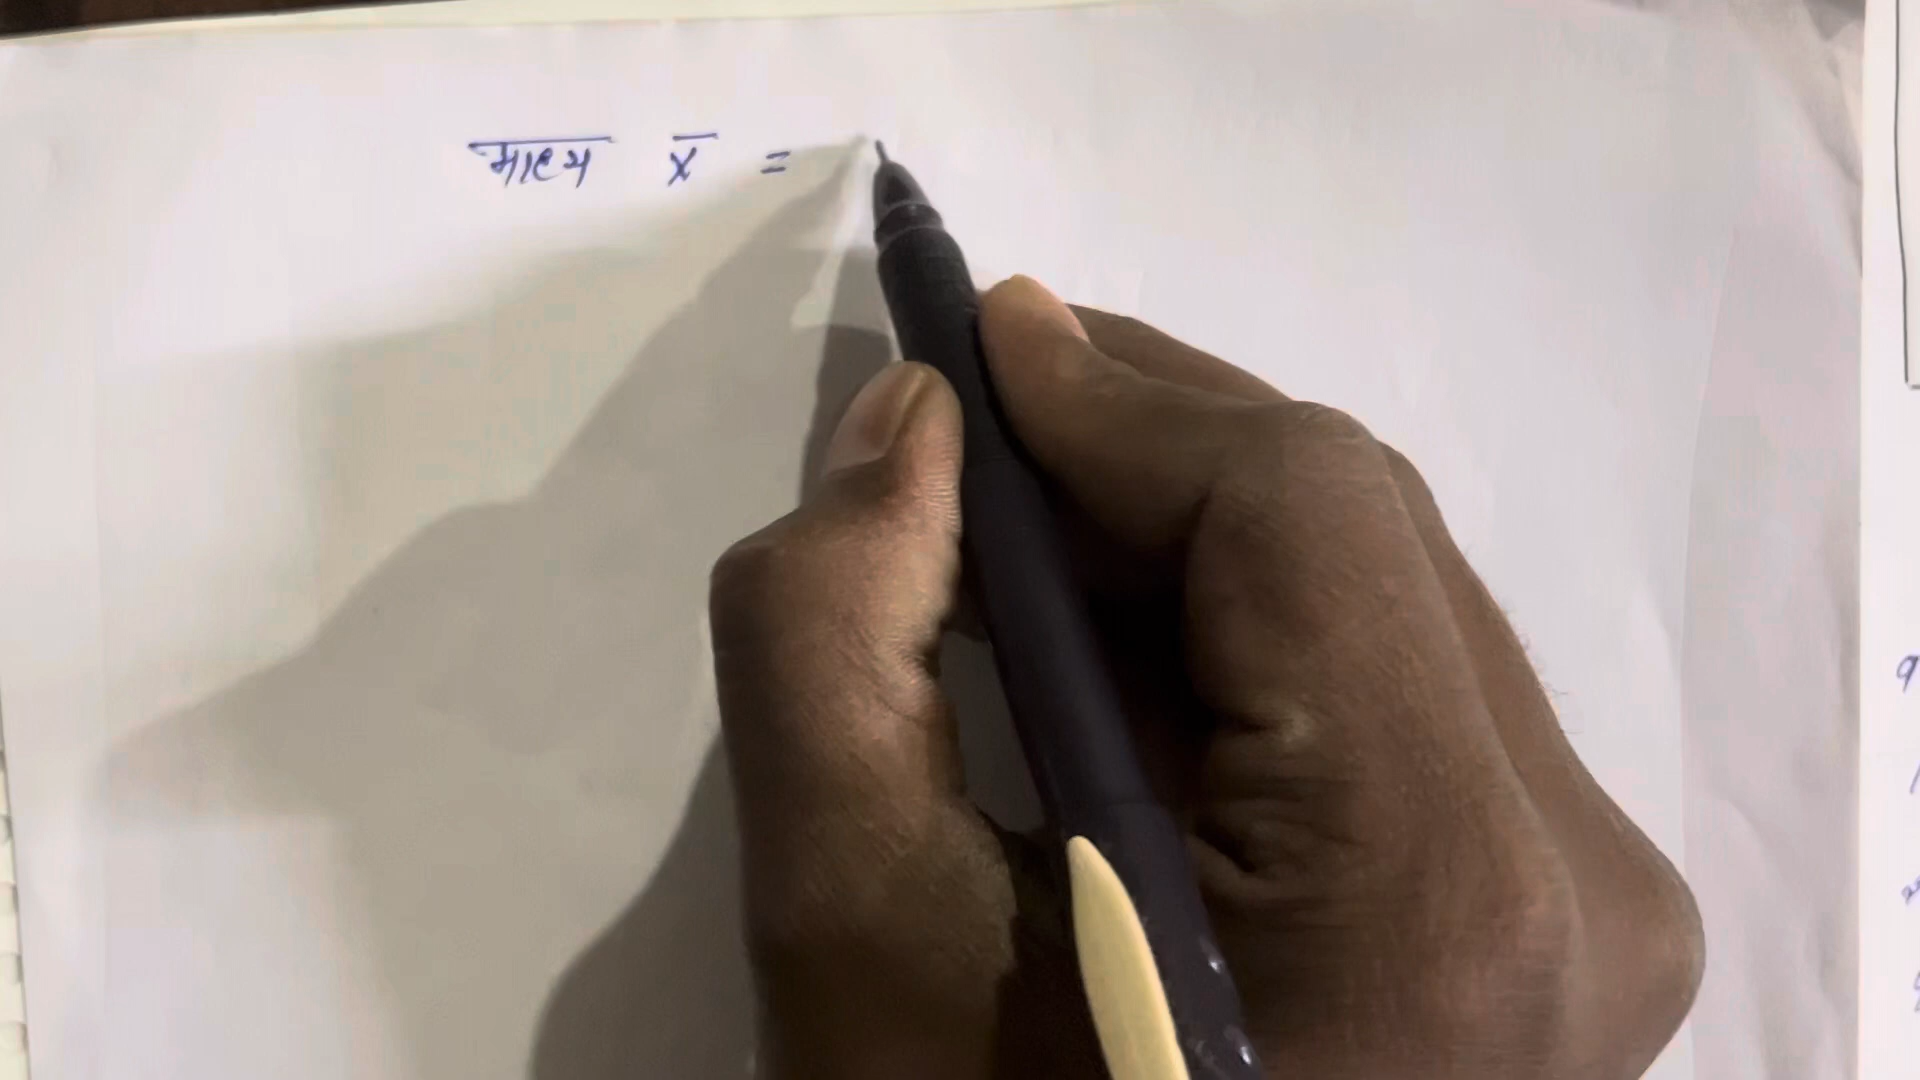 माध्य x̄ =